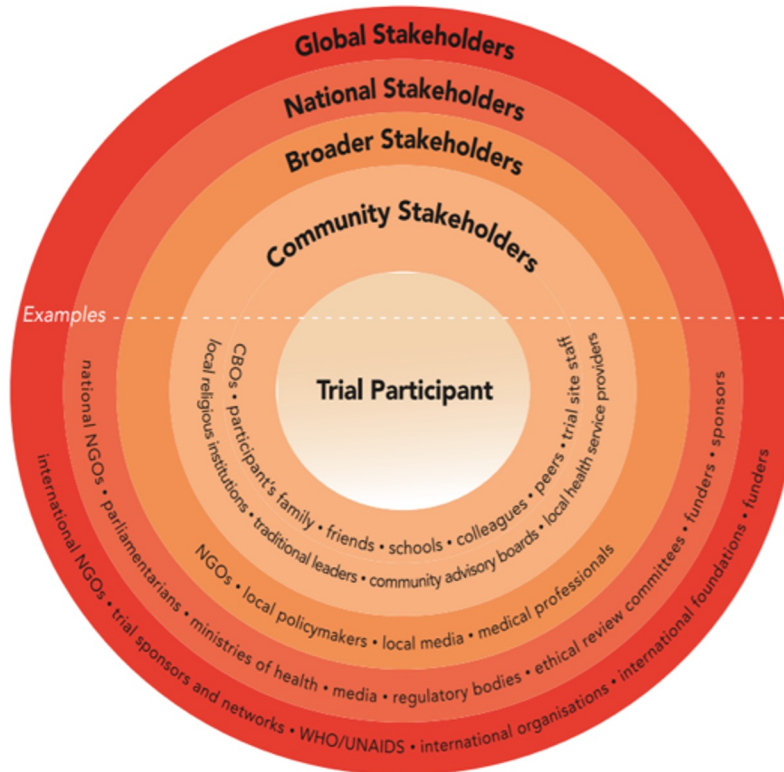 Global Stakeholders
National Stakeholders
Broader Stakeholders
Community Stakeholders
Examples
Trial Participant
CBOs • participant's family • friends • schools • colleagues • peers • trial site staff
local religious institutions • traditional leaders • community advisory boards • local health service providers
NGOs • local policymakers • local media • medical professionals
national NGOs • parliamentarians • ministries of health • media • regulatory bodies • ethical review committees • funders • sponsors
international NGOs • trial sponsors and networks • WHO/UNAIDS • international organisations • international foundations • funders